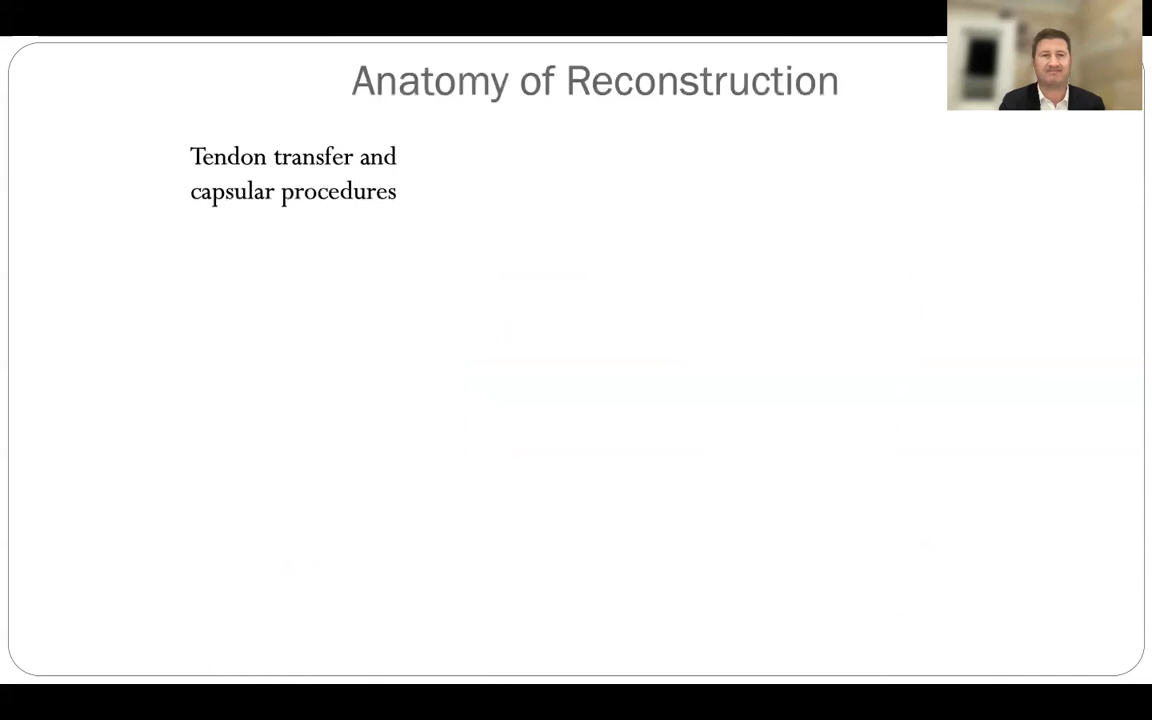 Anatomy of Reconstruction
Tendon transfer and
capsular procedures